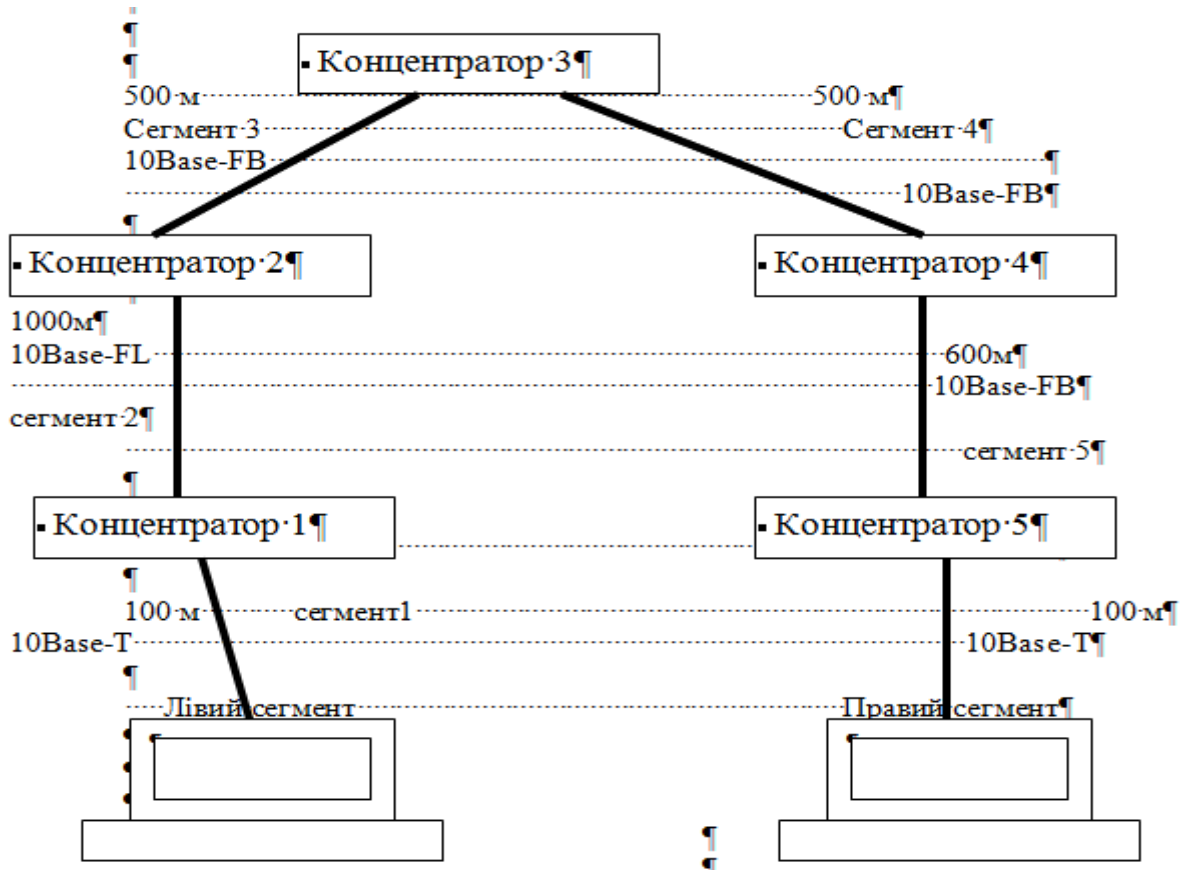 Концентратор 3
500 м 500 м
Сегмент 3 Сегмент 4
10Base-FB
10Base-FB
Концентратор 2 Концентратор 4
1000м
10Base-FL 600м
10Base-FB
сегмент 2
сегмент 5
Концентратор 1 Концентратор 5
100 м сегмент1 100 м
10Base-T 10Base-T
Лівий сегмент Правий сегмент